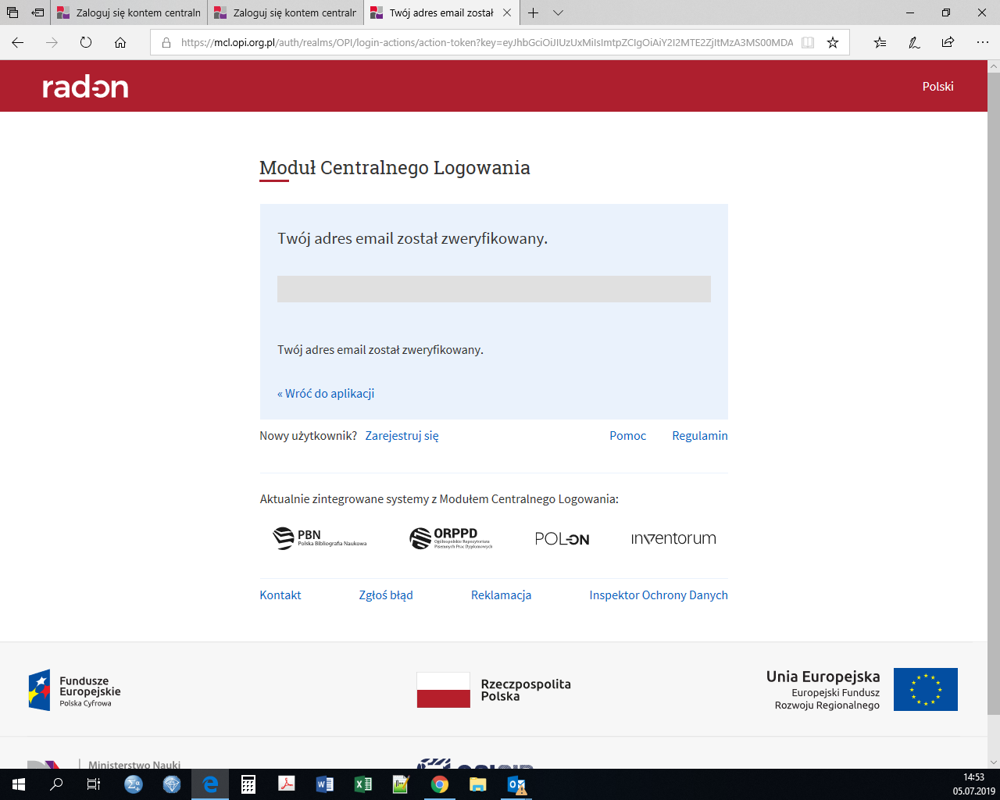 Zaloguj się kontem centraln
Zaloguj się kontem centraln
Twój adres email został
https://mcl.opi.org.pl/auth/realms/OPI/login-actions/action-token?key=eyJhbGciOiJIUzUxMiIsImtpZCIgOiAiY2I2MTE2ZjItMzA3MS00MDA
radon
Polski
Moduł Centralnego Logowania
Twój adres email został zweryfikowany.
Twój adres email został zweryfikowany.
« Wróć do aplikacji
Nowy użytkownik? Zarejestruj się Pomoc Regulamin
Aktualnie zintegrowane systemy z Modułem Centralnego Logowania:
PBN
Polska Bibliografia Naukowa
ORPPD
Ogólnopolskie Repozytorium
Pisemnych Prac Dyplomowych
POL-ON
inventorum
Kontakt Zgłoś błąd Reklamacja Inspektor Ochrony Danych
Fundusze
Europejskie
Polska Cyfrowa
Rzeczpospolita
Polska
Unia Europejska
Europejski Fundusz
Rozwoju Regionalnego
Ministerstwo Nauki
14:53
05.07.2019